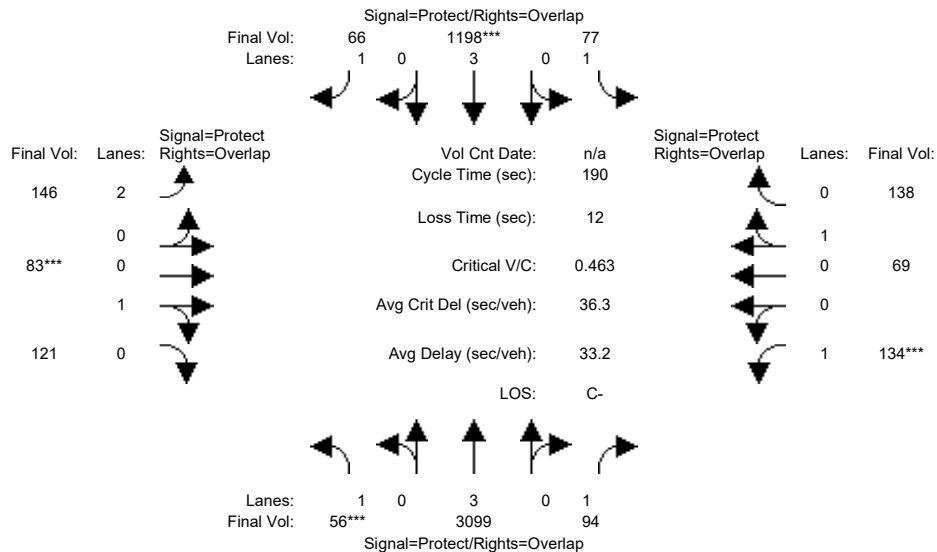 Signal=Protect/Rights=Overlap
Final Vol: 66 1198*** 77
Lanes: 1 0 3 0 1
Signal=Protect Signal=Protect
Final Vol: Lanes: Rights=Overlap Vol Cnt Date: n/a Rights=Overlap Lanes: Final Vol:
Cycle Time (sec): 190
146 2 0 138
Loss Time (sec): 12
0 1
83*** 0 Critical V/C: 0.463 0 69
1 Avg Crit Del (sec/veh): 36.3 0
121 0 Avg Delay (sec/veh): 33.2 1 134***
LOS: C-
Lanes: 1 0 3 0 1
Final Vol: 56*** 3099 94
Signal=Protect/Rights=Overlap